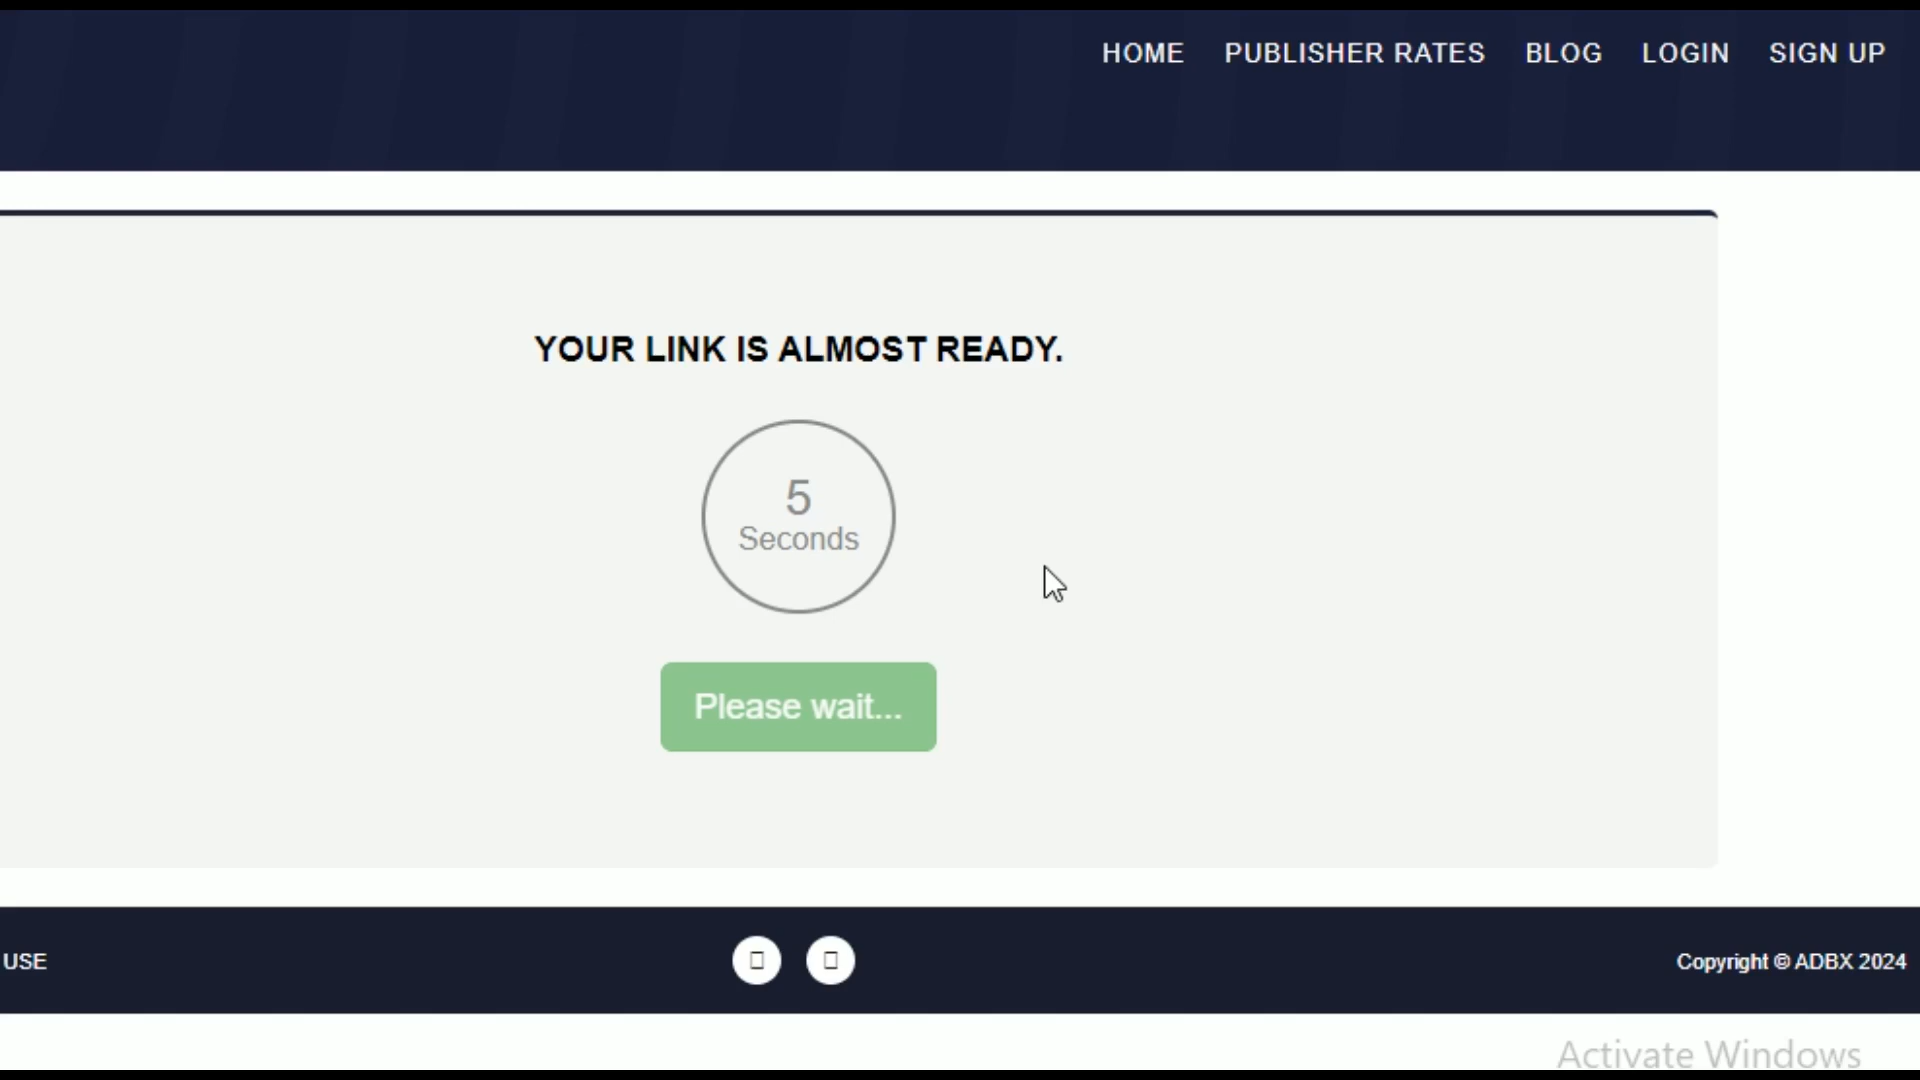 HOME PUBLISHER RATES BLOG LOGIN SIGN UP
YOUR LINK IS ALMOST READY.
5
Seconds
Please wait...
USE
Copyright © ADBX 2024
Activate Windows